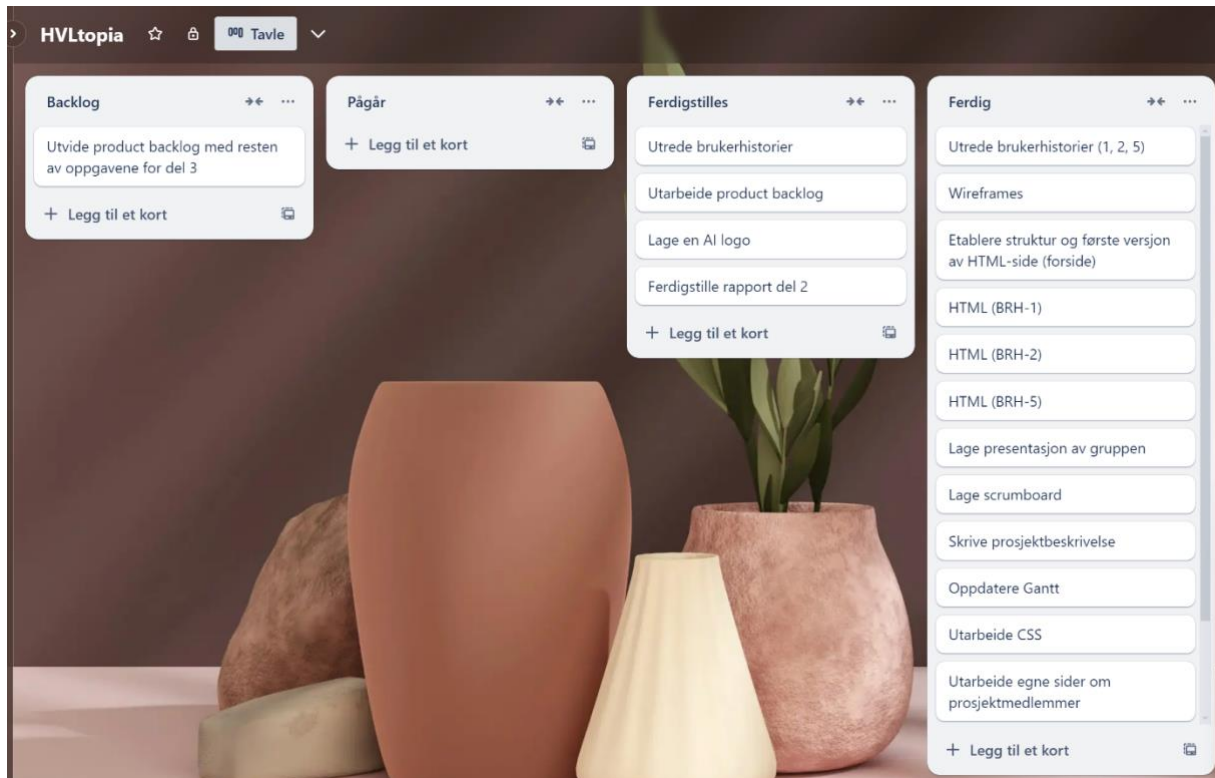 HVLtopia
Tavle
Backlog
Utvide product backlog med resten
av oppgavene for del 3
+ Legg til et kort
Pågår
+ Legg til et kort
Ferdigstilles
Utrede brukerhistorier
Utarbeide product backlog
Lage en AI logo
Ferdigstille rapport del 2
+ Legg til et kort
Ferdig
Utrede brukerhistorier (1, 2, 5)
Wireframes
Etablere struktur og første versjon
av HTML-side (forside)
HTML (BRH-1)
HTML (BRH-2)
HTML (BRH-5)
Lage presentasjon av gruppen
Lage scrumboard
Skrive prosjektbeskrivelse
Oppdatere Gantt
Utarbeide CSS
Utarbeide egne sider om
prosjektmedlemmer
+ Legg til et kort